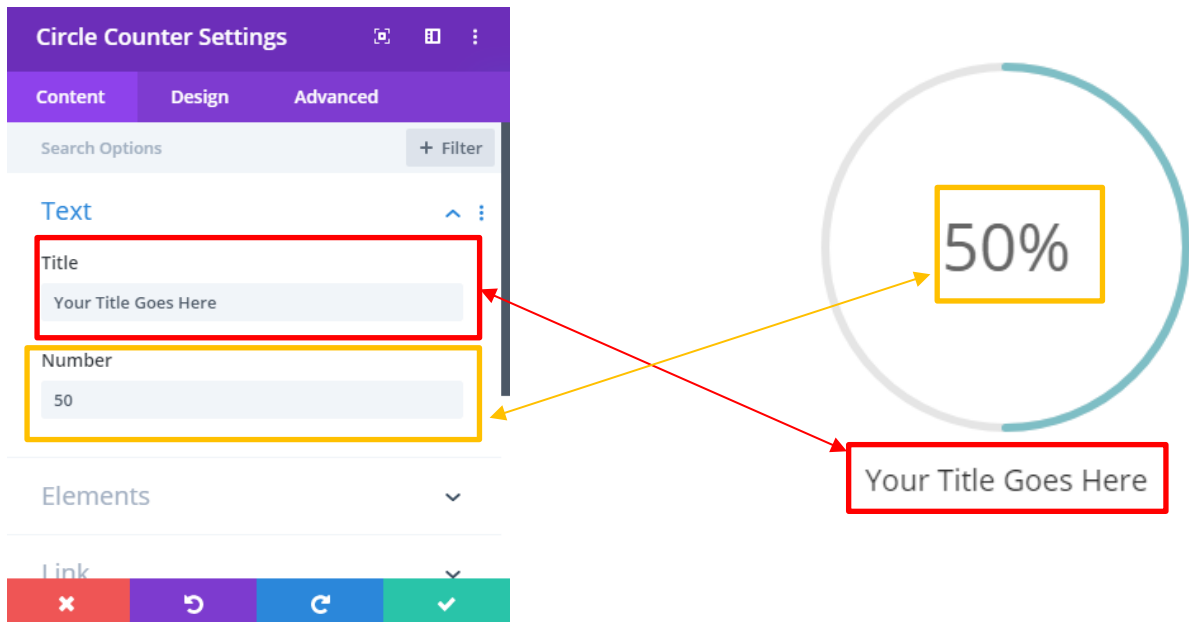 Circle Counter Settings
Content Design Advanced
Search Options + Filter
Text
Title
Your Title Goes Here
Number
50
Elements
Link
50%
Your Title Goes Here